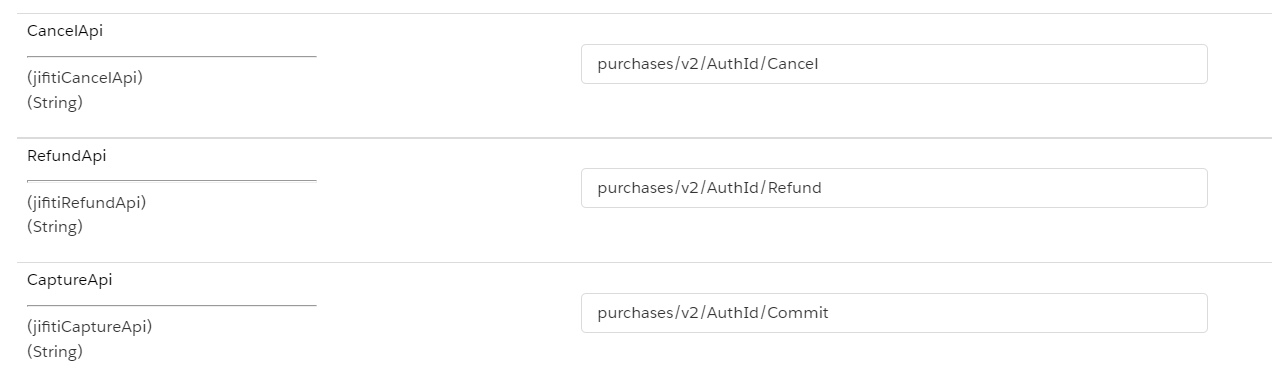 CancelApi
purchases/v2/AuthId/Cancel
(jifitiCancelApi)
(String)
RefundApi
purchases/v2/AuthId/Refund
(jifitiRefundApi)
(String)
CaptureApi
purchases/v2/AuthId/Commit
(jifitiCaptureApi)
(String)